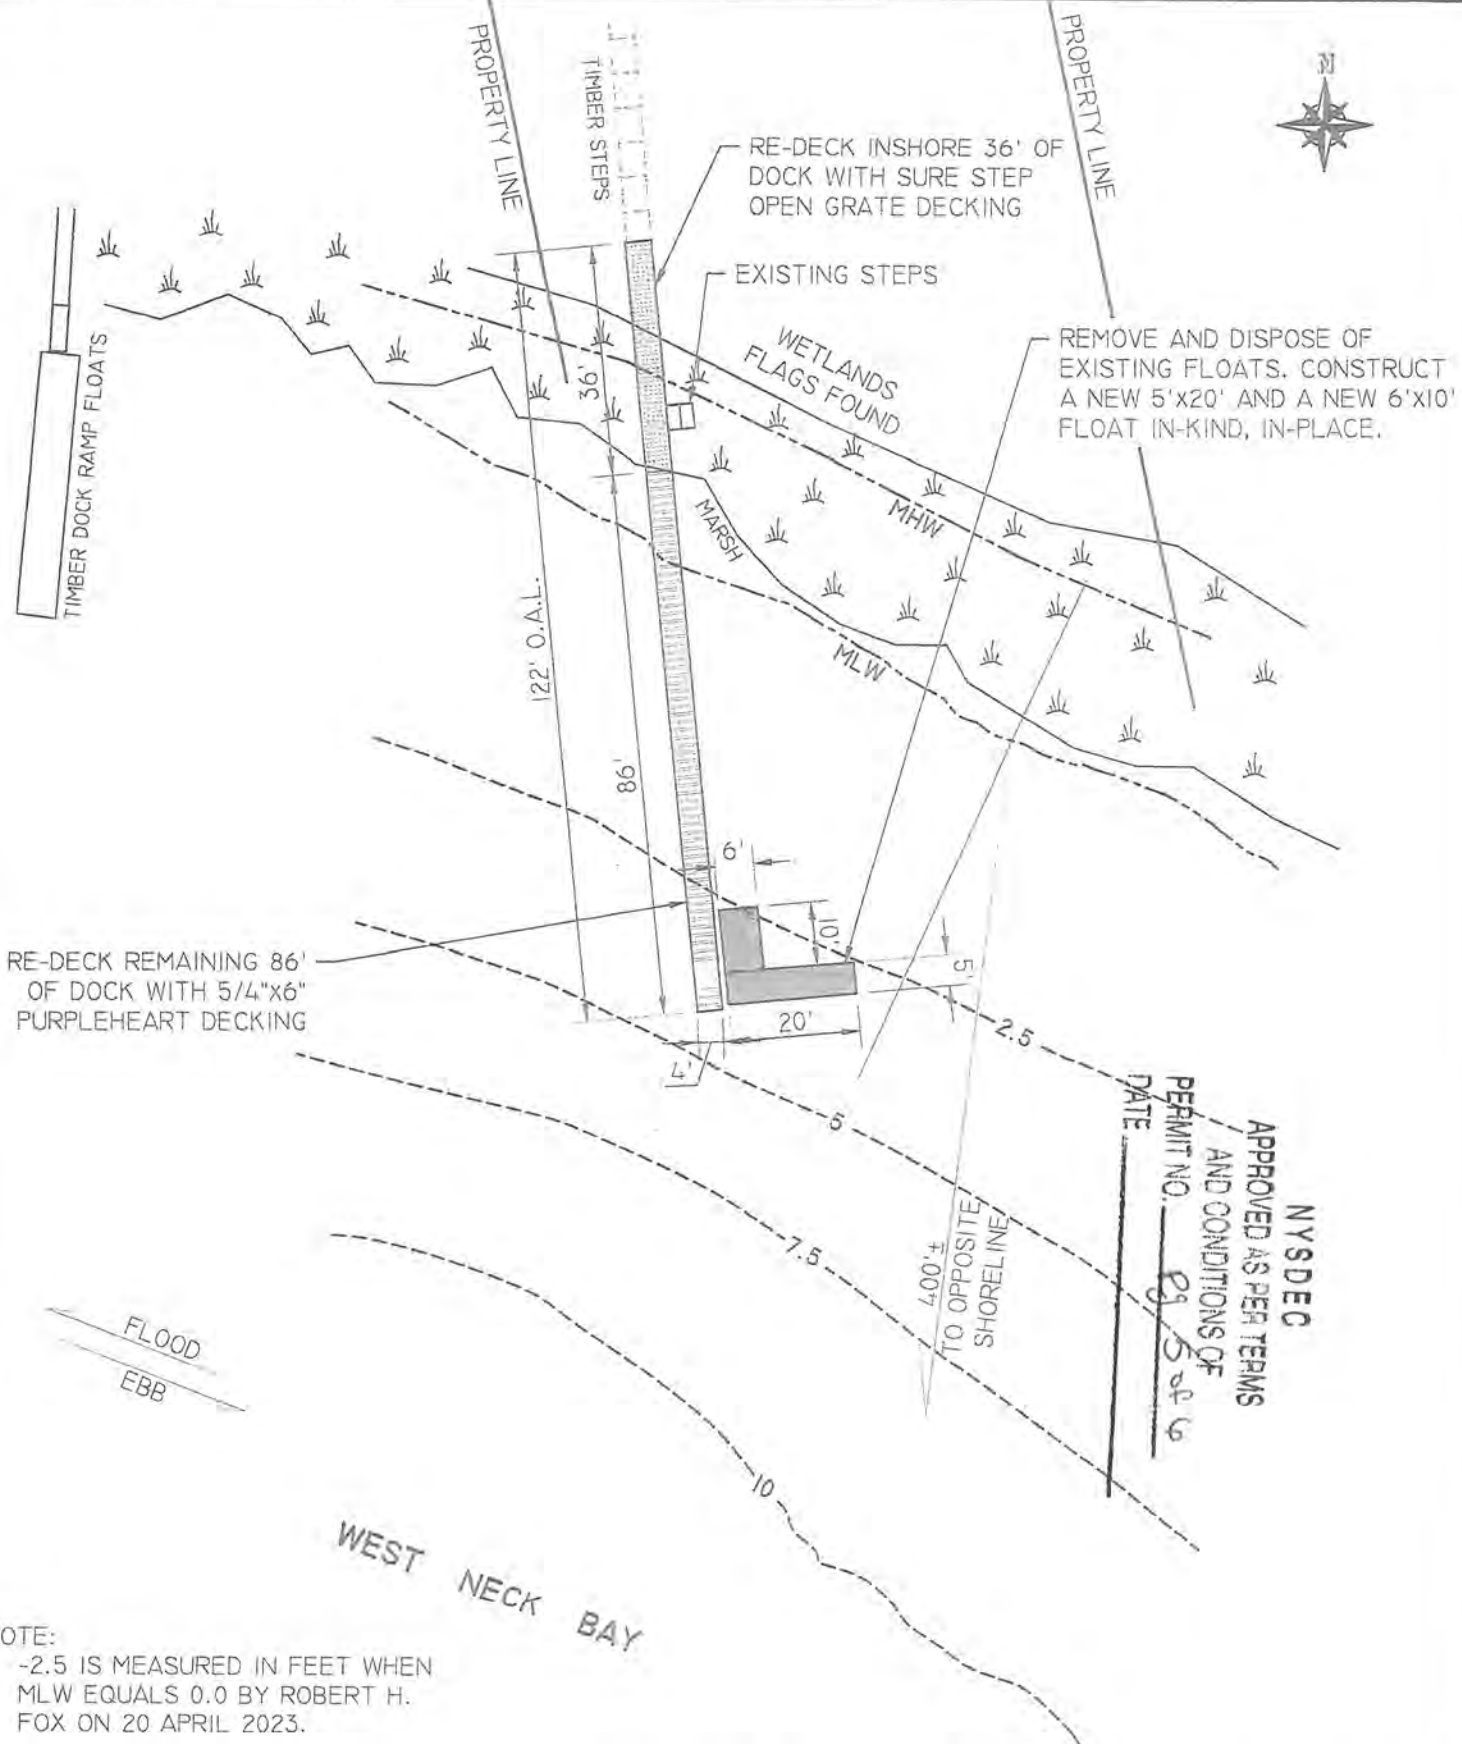 PROPERTY LINE
TIMBER STEPS
PROPERTY LINE
N
RE-DECK INSHORE 36' OF
DOCK WITH SURE STEP
OPEN GRATE DECKING
EXISTING STEPS
WETLANDS
FLAGS FOUND
REMOVE AND DISPOSE OF
EXISTING FLOATS. CONSTRUCT
A NEW 5'X20' AND A NEW 6'X10'
FLOAT IN-KIND, IN-PLACE.
TIMBER DOCK RAMP FLOATS
36'
MARSH
MHW
MLW
122' O.A.L.
86'
6'
10'
5'
20'
4'
RE-DECK REMAINING 86'
OF DOCK WITH 5/4"X6"
PURPLEHEART DECKING
2.5
5
7.5
10
400'±
TO OPPOSITE
SHORELINE
NYSDEC
APPROVED AS PER TERMS
AND CONDITIONS OF
PERMIT NO. pg 5 of 6
DATE
FLOOD
EBB
WEST NECK BAY
OTE:
-2.5 IS MEASURED IN FEET WHEN
MLW EQUALS 0.0 BY ROBERT H.
FOX ON 20 APRIL 2023.